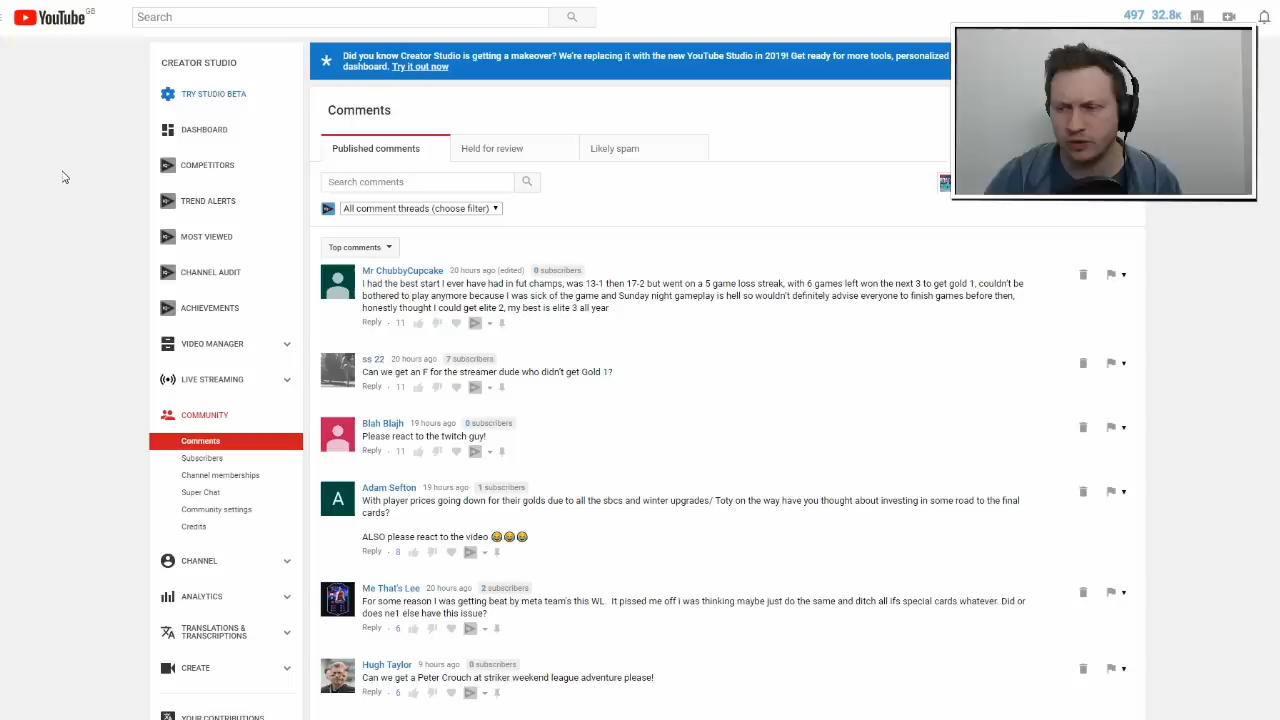 YouTube GB
Search
497 32.8K
CREATOR STUDIO
TRY STUDIO BETA
DASHBOARD
COMPETITORS
TREND ALERTS
MOST VIEWED
CHANNEL AUDIT
ACHIEVEMENTS
VIDEO MANAGER
LIVE STREAMING
COMMUNITY
Comments
Subscribers
Channel memberships
Super Chat
Community settings
Credits
CHANNEL
ANALYTICS
TRANSLATIONS &
TRANSCRIPTIONS
CREATE
YOUR CONTRIBUTIONS
Did you know Creator Studio is getting a makeover? We're replacing it with the new YouTube Studio in 2019! Get ready for more tools, personalized
dashboard. Try it out now
Comments
Published comments
Held for review
Likely spam
Search comments
All comment threads (choose filter)
Top comments
Mr ChubbyCupcake 20 hours ago (edited) 0 subscribers
I had the best start I ever have had in fut champs, was 13-1 then 17-2 but went on a 5 game loss streak, with 6 games left won the next 3 to get gold 1, couldn't be
bothered to play anymore because I was sick of the game and Sunday night gameplay is hell so wouldn't definitely advise everyone to finish games before then,
honestly thought I could get elite 2, my best is elite 3 all year
Reply · 11
ss 22 20 hours ago 7 subscribers
Can we get an F for the streamer dude who didn't get Gold 1?
Reply · 11
Blah Blajh 19 hours ago 0 subscribers
Please react to the twitch guy!
Reply · 11
A
Adam Sefton 19 hours ago 1 subscribers
With player prices going down for their golds due to all the sbcs and winter upgrades/ Toty on the way have you thought about investing in some road to the final
cards?
ALSO please react to the video 😂😂😂
Reply · 8
Me That's Lee 20 hours ago 2 subscribers
For some reason I was getting beat by meta team's this WL. It pissed me off i was thinking maybe just do the same and ditch all ifs special cards whatever. Did or
does ne1 else have this issue?
Reply · 6
Hugh Taylor 9 hours ago 0 subscribers
Can we get a Peter Crouch at striker weekend league adventure please!
Reply · 6